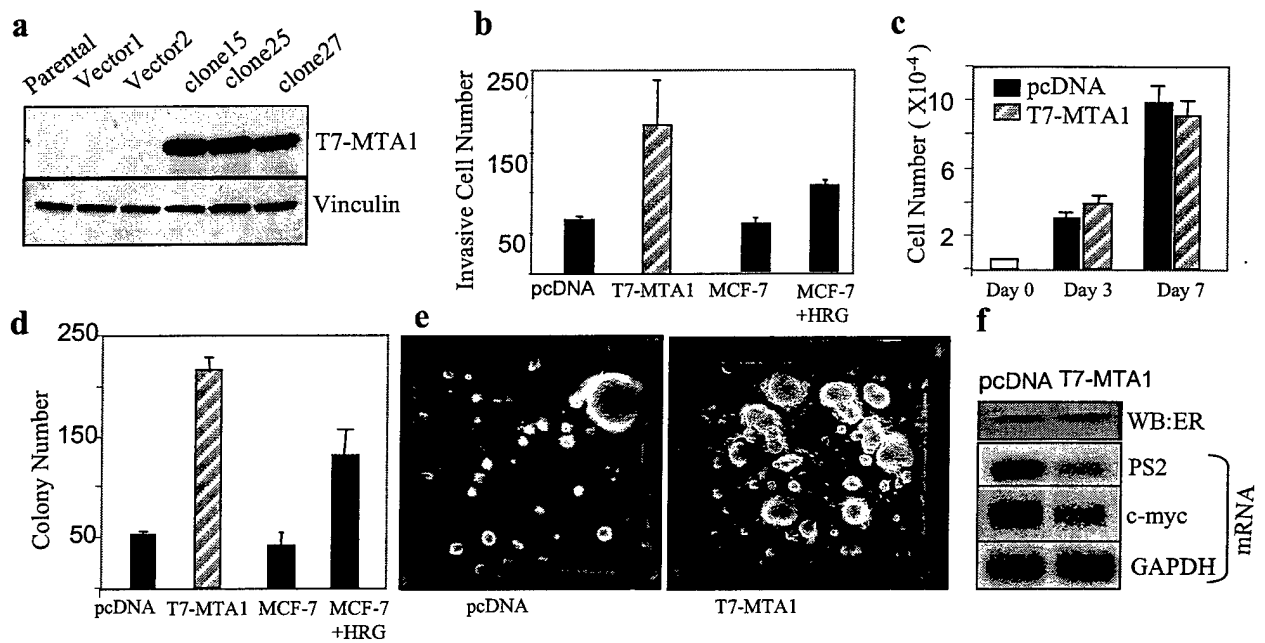 a
Parental
Vector1
Vector2
clone15
clone25
clone27
T7-MTA1
Vinculin
b
Invasive Cell Number
250
150
50
pcDNA
T7-MTA1
MCF-7
MCF-7
+HRG
c
Cell Number ( X10⁻⁴)
10
6
2
pcDNA
T7-MTA1
Day 0
Day 3
Day 7
d
Colony Number
250
150
50
pcDNA
T7-MTA1
MCF-7
MCF-7
+HRG
e
pcDNA
T7-MTA1
f
pcDNA T7-MTA1
WB:ER
PS2
c-myc
GAPDH
mRNA